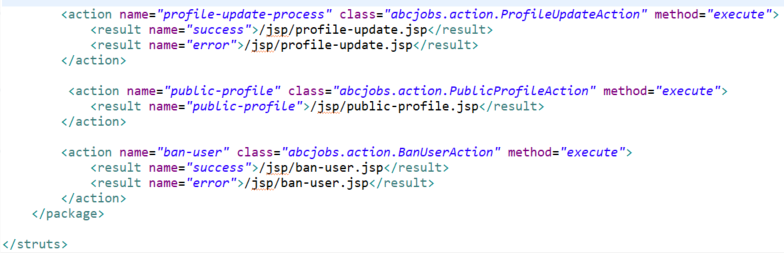 <action name="profile-update-process" class="abcjobs.action.ProfileUpdateAction" method="execute">
<result name="success">/jsp/profile-update.jsp</result>
<result name="error">/jsp/profile-update.jsp</result>
</action>
<action name="public-profile" class="abcjobs.action.PublicProfileAction" method="execute">
<result name="public-profile">/jsp/public-profile.jsp</result>
</action>
<action name="ban-user" class="abcjobs.action.BanUserAction" method="execute">
<result name="success">/jsp/ban-user.jsp</result>
<result name="error">/jsp/ban-user.jsp</result>
</action>
</package>
</struts>